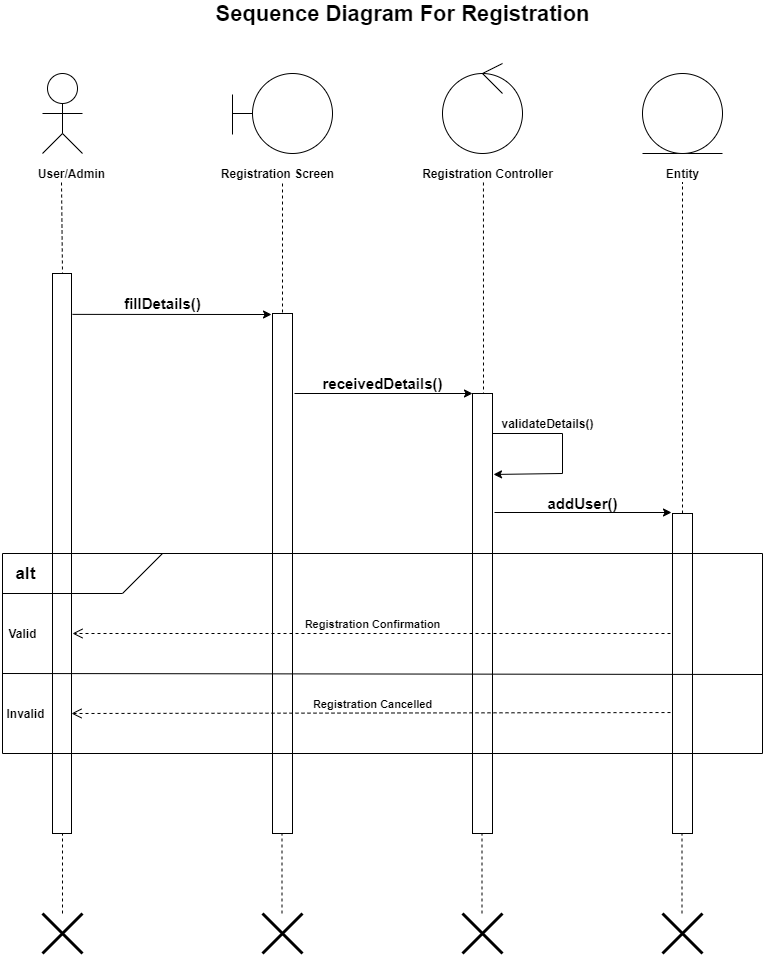 Sequence Diagram For Registration
User/Admin
Registration Screen
Registration Controller
Entity
fillDetails()
receivedDetails()
validateDetails()
addUser()
alt
Registration Confirmation
Valid
Registration Cancelled
Invalid